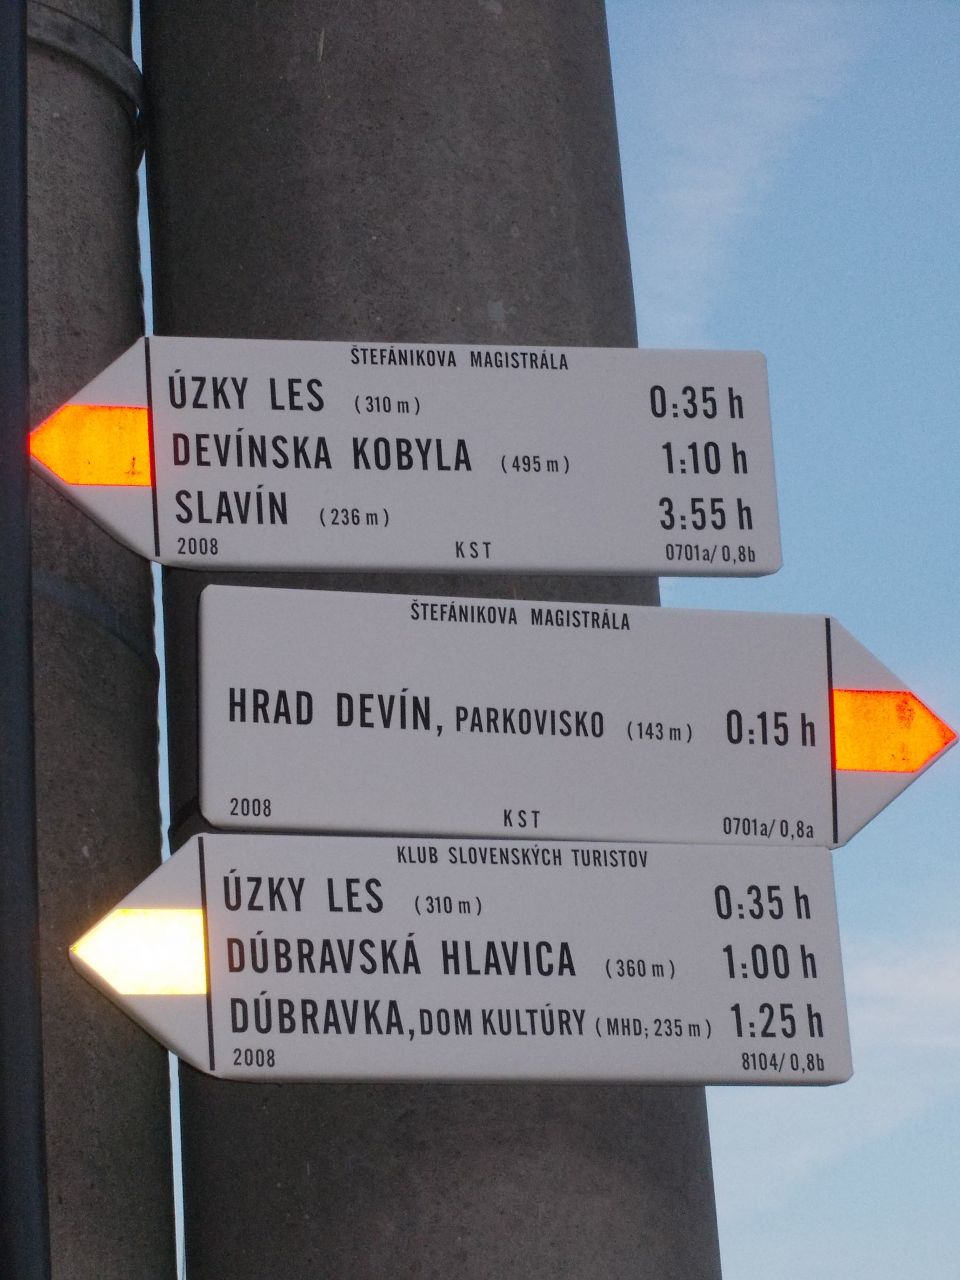 ŠTEFÁNIKOVA MAGISTRÁLA
ÚZKY LES (310 m) 0:35 h
DEVÍNSKA KOBYLA (495 m) 1:10 h
SLAVÍN (236 m) 3:55 h
2008 KST 0701a/0,8b
ŠTEFÁNIKOVA MAGISTRÁLA
HRAD DEVÍN, PARKOVISKO (143 m) 0:15 h
2008 KST 0701a/0,8a
KLUB SLOVENSKÝCH TURISTOV
ÚZKY LES (310 m) 0:35 h
DÚBRAVSKÁ HLAVICA (360 m) 1:00 h
DÚBRAVKA, DOM KULTÚRY (MHD; 235 m) 1:25 h
2008 8104/0,8b